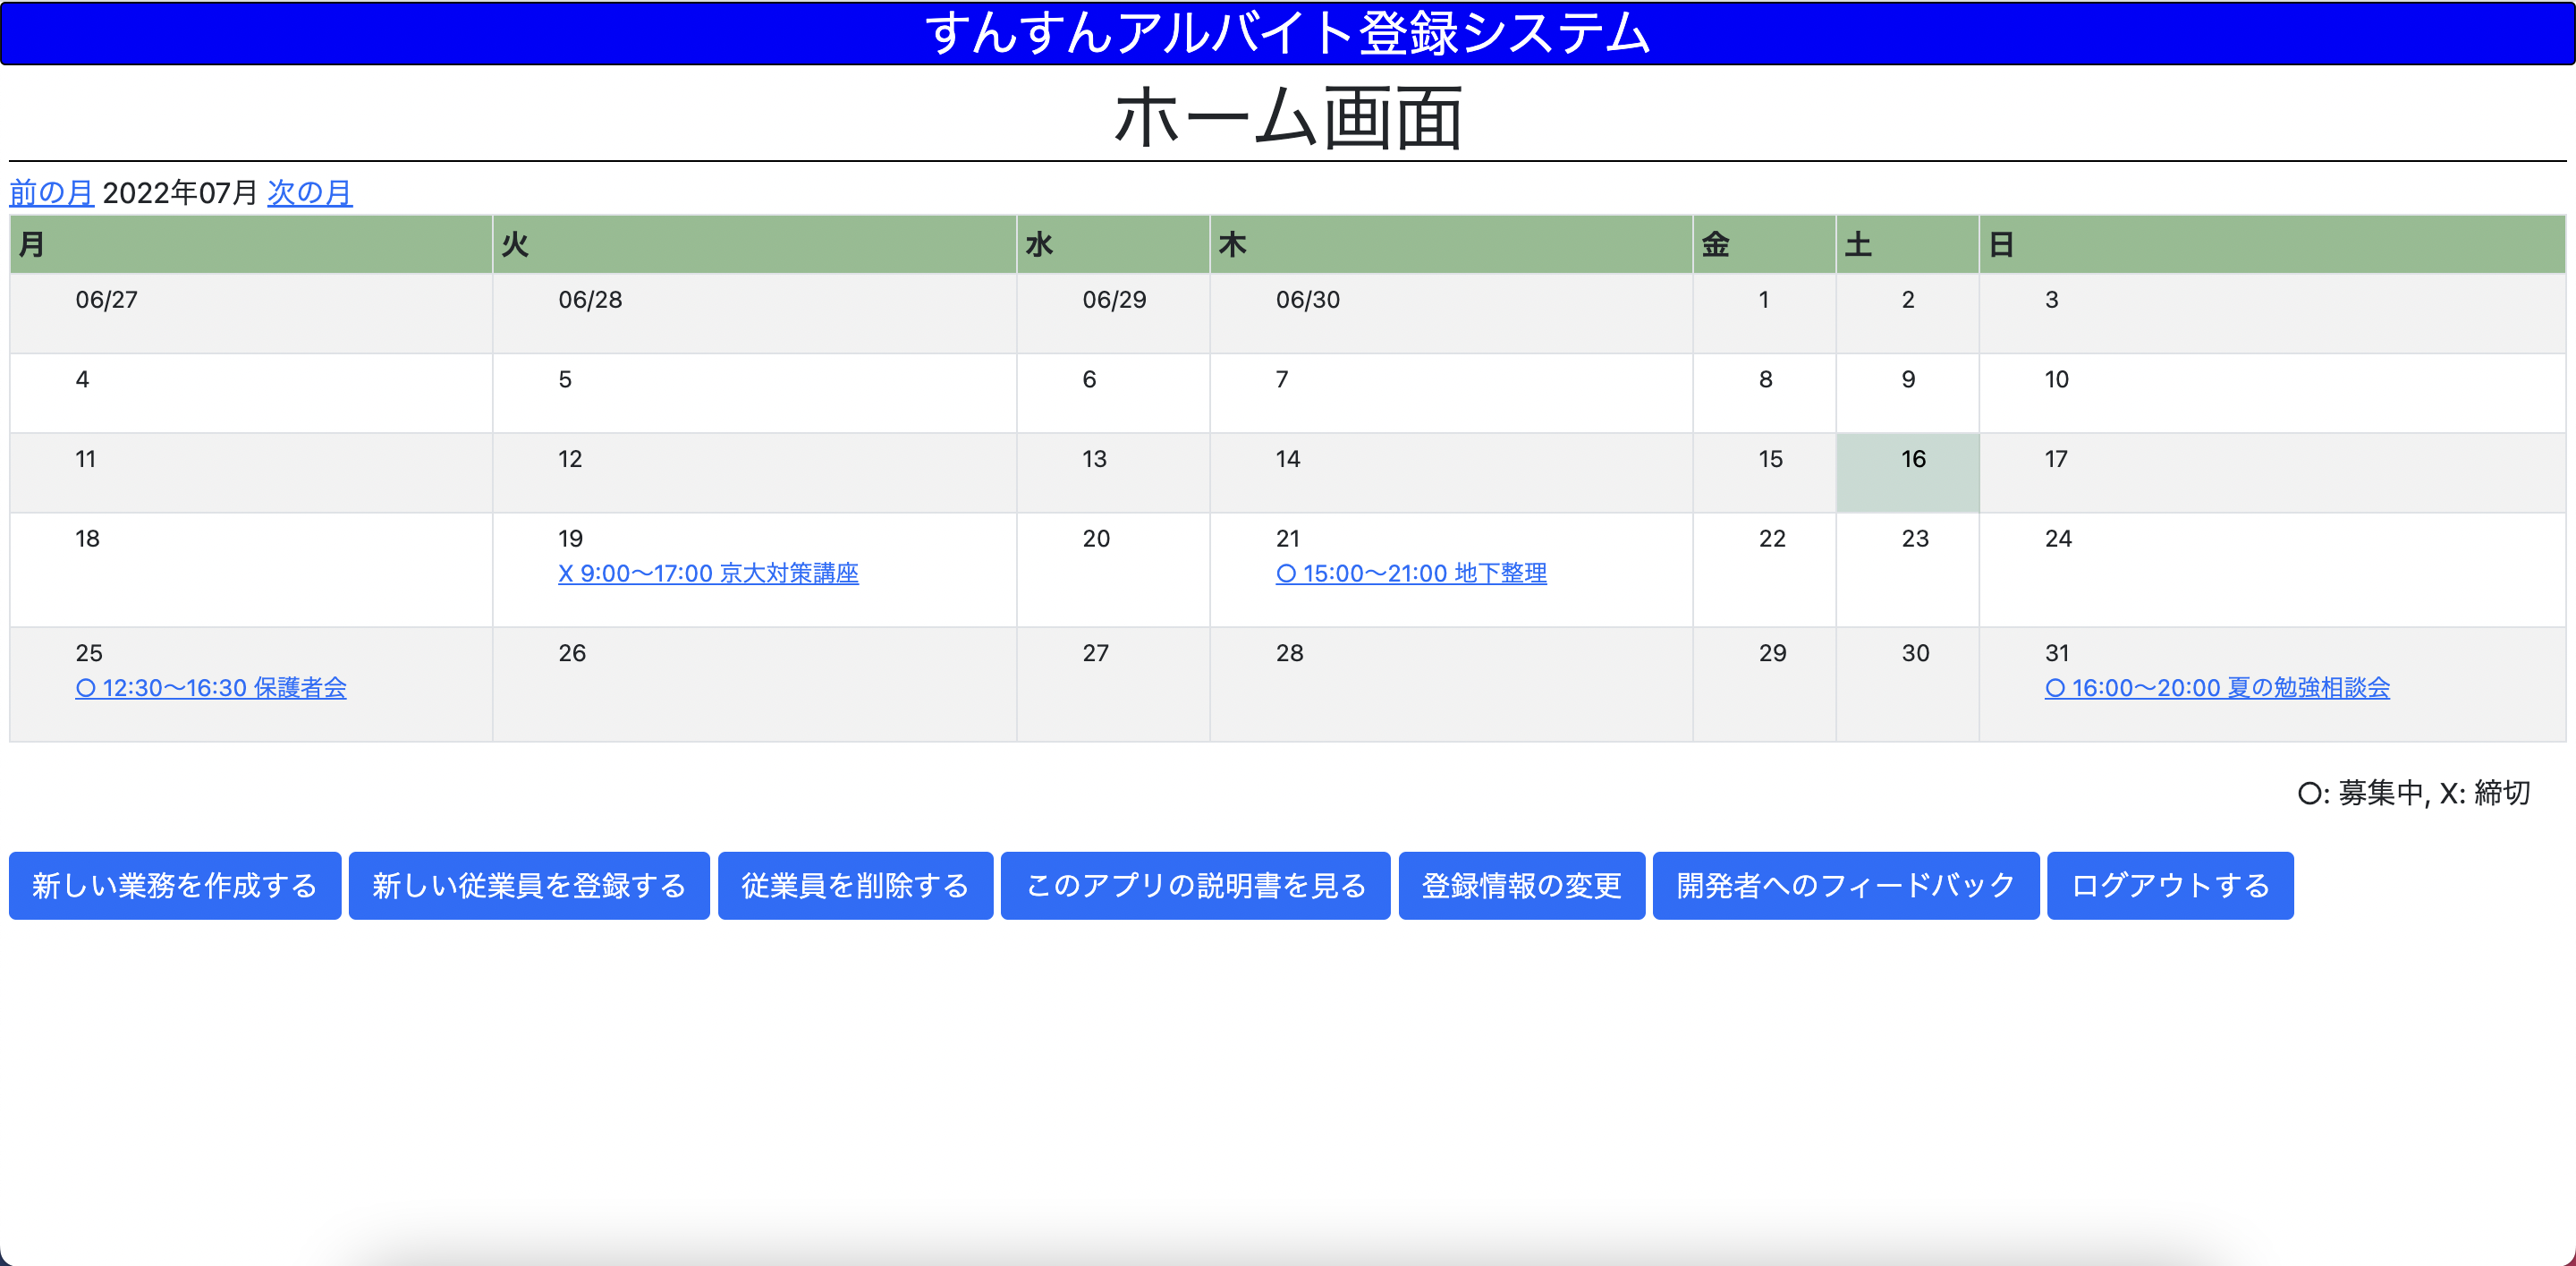 すんすんアルバイト登録システム
ホーム画面
前の月 2022年07月 次の月
月 火 水 木 金 土 日
06/27 06/28 06/29 06/30 1 2 3
4 5 6 7 8 9 10
11 12 13 14 15 16 17
18 19 20 21 22 23 24
X 9:00〜17:00 京大対策講座 〇 15:00〜21:00 地下整理
25 26 27 28 29 30 31
〇 12:30〜16:30 保護者会 〇 16:00〜20:00 夏の勉強相談会
〇: 募集中, X: 締切
新しい業務を作成する 新しい従業員を登録する 従業員を削除する このアプリの説明書を見る 登録情報の変更 開発者へのフィードバック ログアウトする